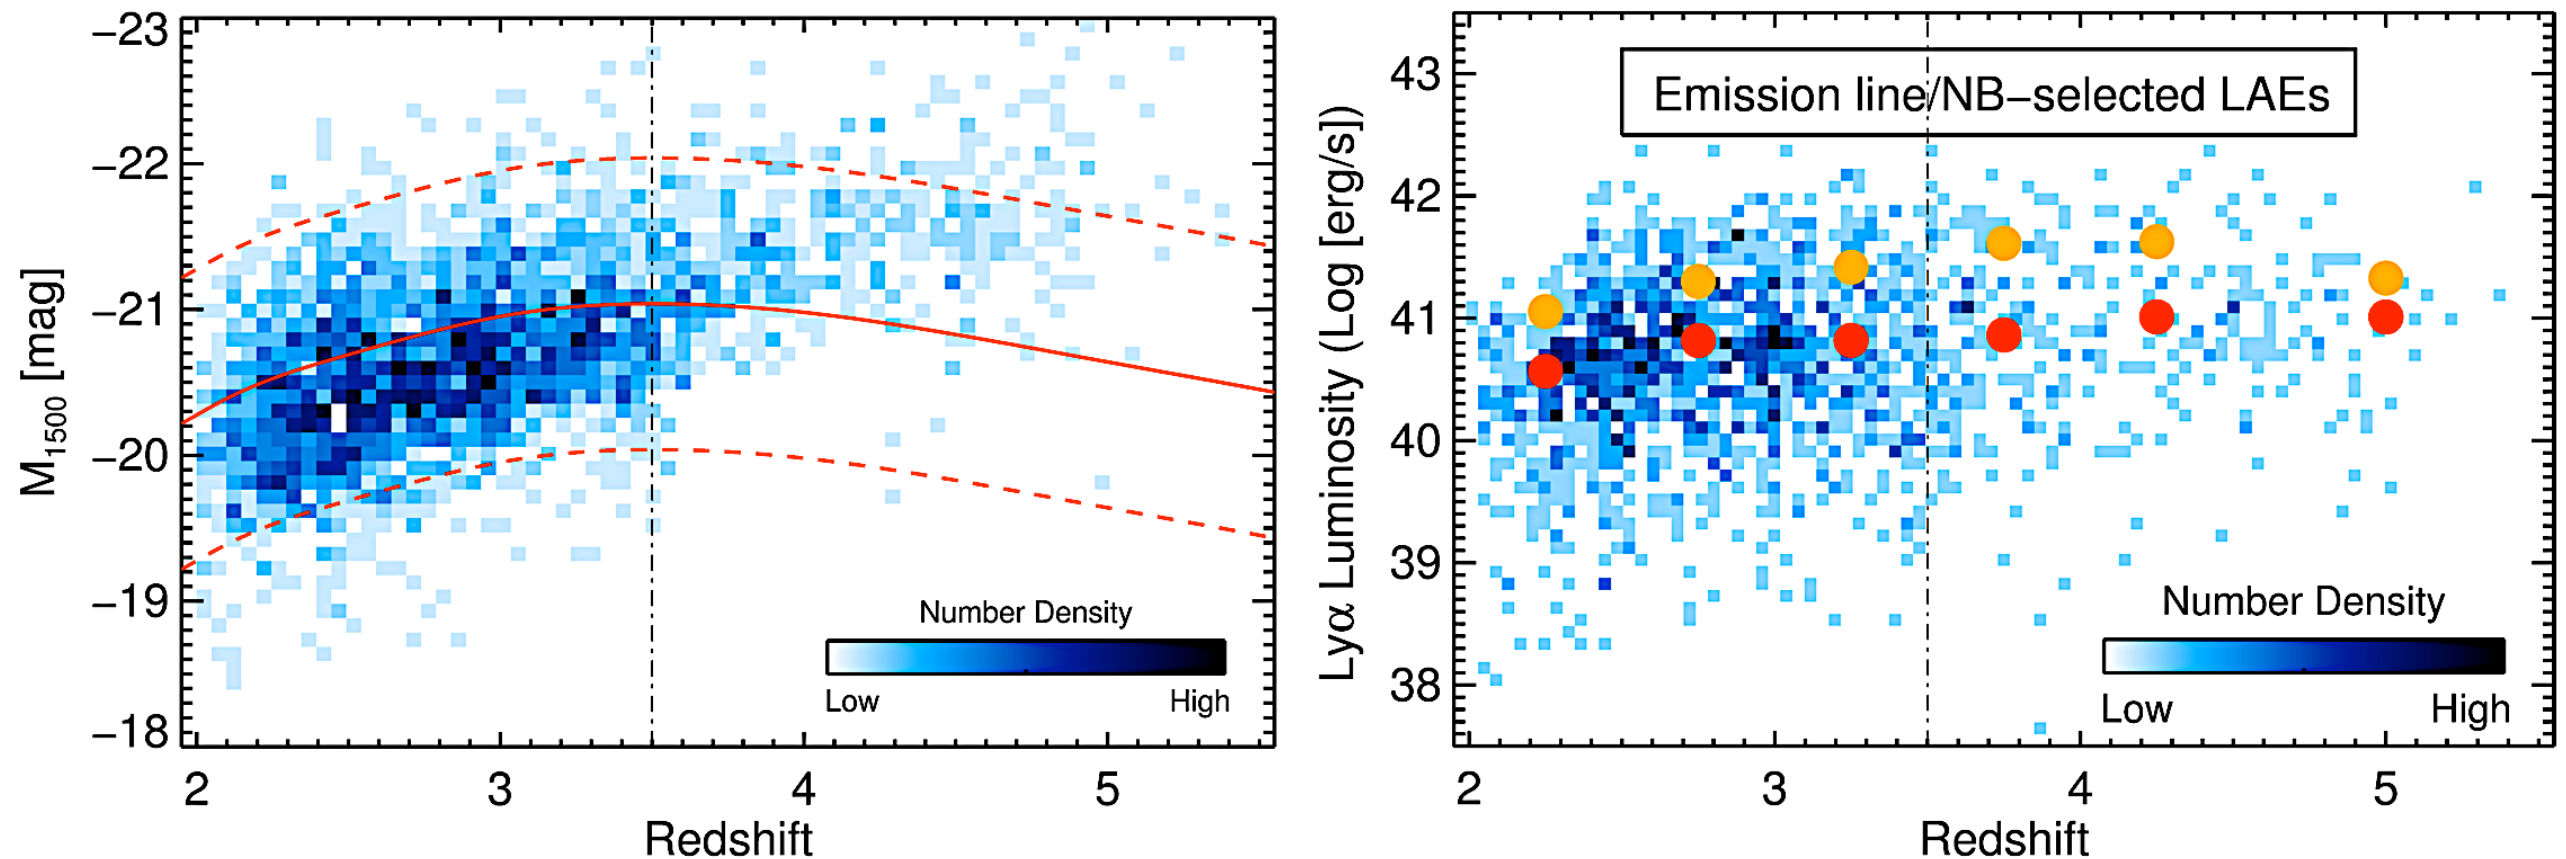 −23
−22
−21
−20
−19
−18
M1500 [mag]
Number Density
Low High
2 3 4 5
Redshift
43
42
41
40
39
38
Lyα Luminosity (Log [erg/s])
Emission line/NB−selected LAEs
Number Density
Low High
2 3 4 5
Redshift